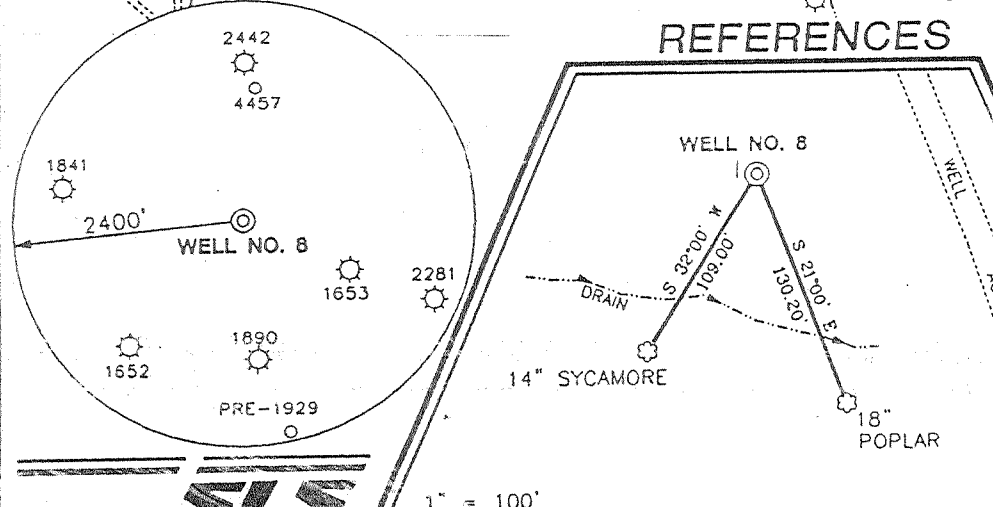 2442
4457
1841
2400'
WELL NO. 8
1653
2281
1890
1652
PRE-1929
REFERENCES
WELL NO. 8
WELL
S 32°00' W
109.00
S 21°00' E
130.20'
DRAIN
14" SYCAMORE
18"
POPLAR
1" = 100'